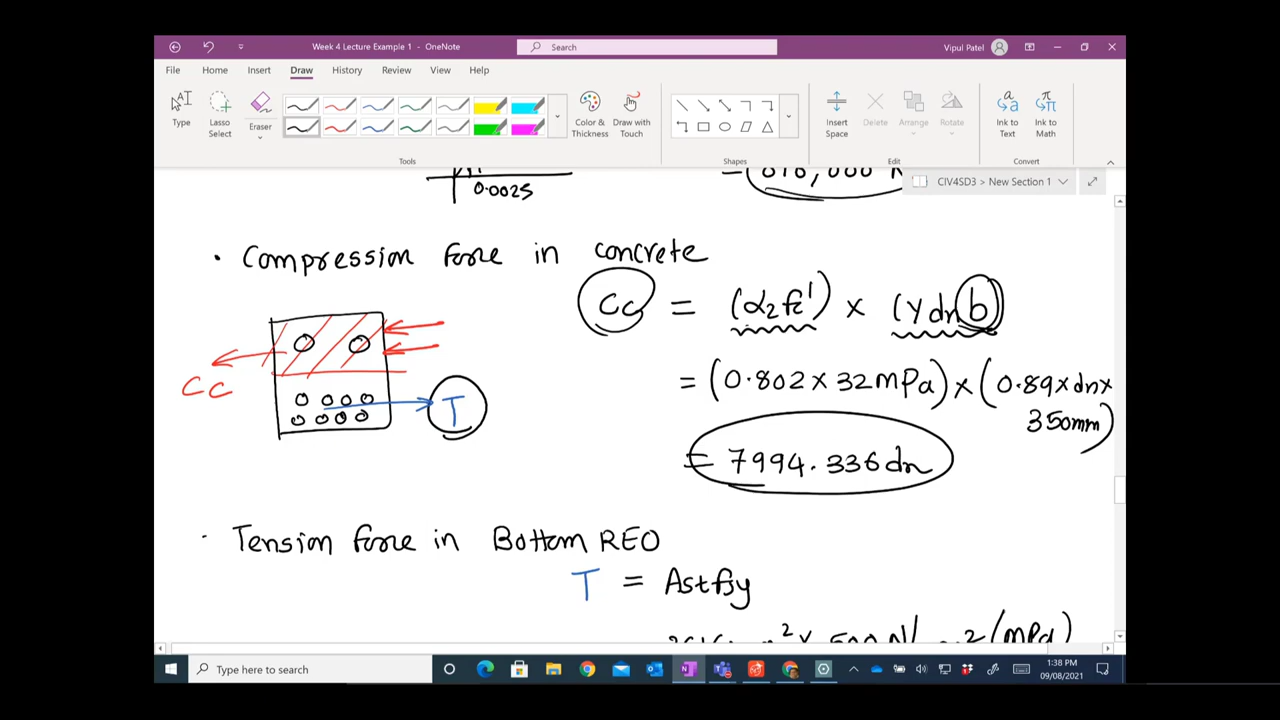 Week 4 Lecture Example 1 - OneNote
Search
Vipul Patel
File Home Insert Draw History Review View Help
Type
Lasso Select
Eraser
Color & Thickness
Draw with Touch
Insert Space
Delete
Arrange
Rotate
Ink to Text
Ink to Math
Tools
Shapes
Edit
Convert
CIV4SD3 > New Section 1
0.0025
• Compression force in concrete
Cc = (α2fc') × (γdnb)
= (0.802 × 32mPa) × (0.89×dn×
350mm)
= 7994.336dn
CC
T
• Tension force in Bottom REO
T = Astfsy
Type here to search
1:38 PM
09/08/2021